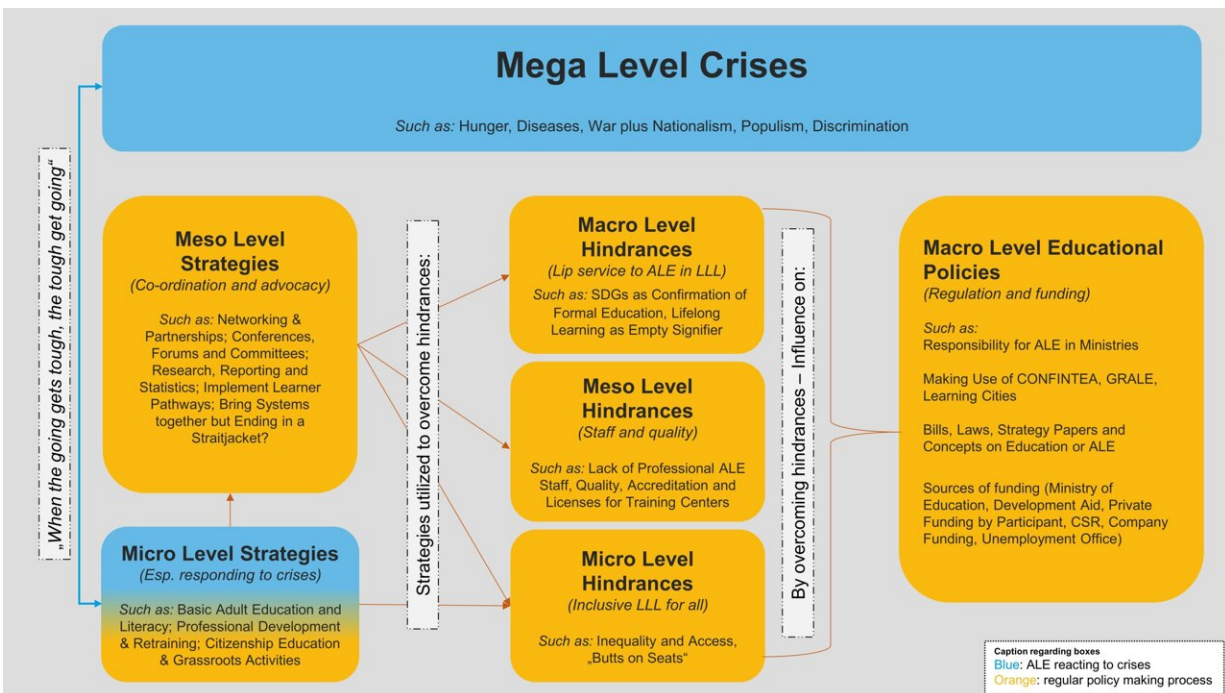 Mega Level Crises
Such as: Hunger, Diseases, War plus Nationalism, Populism, Discrimination
„When the going gets tough, the tough get going“
Meso Level
Strategies
(Co-ordination and advocacy)
Such as: Networking &
Partnerships; Conferences,
Forums and Committees;
Research, Reporting and
Statistics; Implement Learner
Pathways; Bring Systems
together but Ending in a
Straitjacket?
Micro Level Strategies
(Esp. responding to crises)
Such as: Basic Adult Education and
Literacy; Professional Development
& Retraining; Citizenship Education
& Grassroots Activities
Strategies utilized to overcome hindrances:
Macro Level
Hindrances
(Lip service to ALE in LLL)
Such as: SDGs as Confirmation of
Formal Education, Lifelong
Learning as Empty Signifier
Meso Level
Hindrances
(Staff and quality)
Such as: Lack of Professional ALE
Staff, Quality, Accreditation and
Licenses for Training Centers
Micro Level
Hindrances
(Inclusive LLL for all)
Such as: Inequality and Access,
„Butts on Seats“
By overcoming hindrances – Influence on:
Macro Level Educational
Policies
(Regulation and funding)
Such as:
Responsibility for ALE in Ministries
Making Use of CONFINTEA, GRALE,
Learning Cities
Bills, Laws, Strategy Papers and
Concepts on Education or ALE
Sources of funding (Ministry of
Education, Development Aid, Private
Funding by Participant, CSR, Company
Funding, Unemployment Office)
Caption regarding boxes
Blue: ALE reacting to crises
Orange: regular policy making process